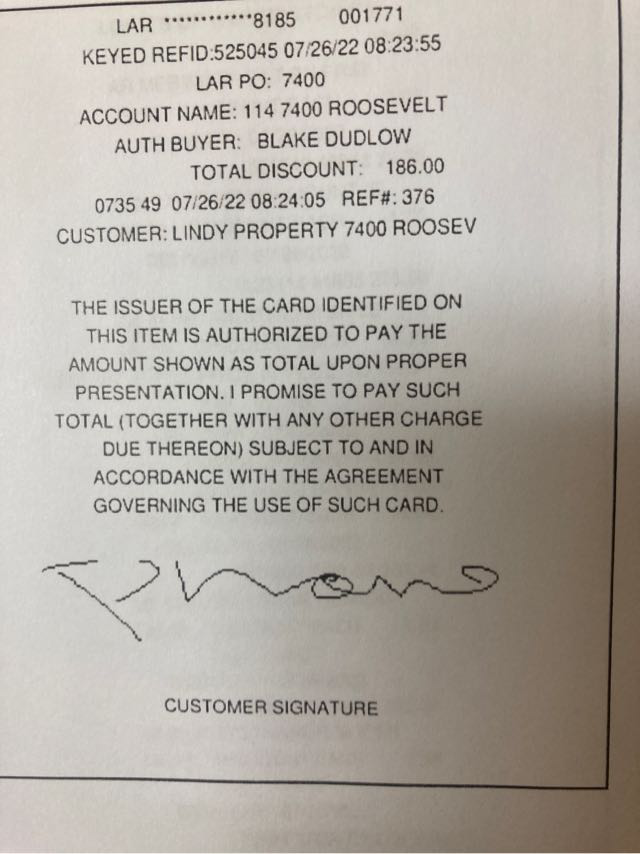 LAR ************8185 001771
KEYED REFID:525045 07/26/22 08:23:55
LAR PO: 7400
ACCOUNT NAME: 114 7400 ROOSEVELT
AUTH BUYER: BLAKE DUDLOW
TOTAL DISCOUNT: 186.00
0735 49 07/26/22 08:24:05 REF#: 376
CUSTOMER: LINDY PROPERTY 7400 ROOSEV
THE ISSUER OF THE CARD IDENTIFIED ON
THIS ITEM IS AUTHORIZED TO PAY THE
AMOUNT SHOWN AS TOTAL UPON PROPER
PRESENTATION. I PROMISE TO PAY SUCH
TOTAL (TOGETHER WITH ANY OTHER CHARGE
DUE THEREON) SUBJECT TO AND IN
ACCORDANCE WITH THE AGREEMENT
GOVERNING THE USE OF SUCH CARD.
CUSTOMER SIGNATURE